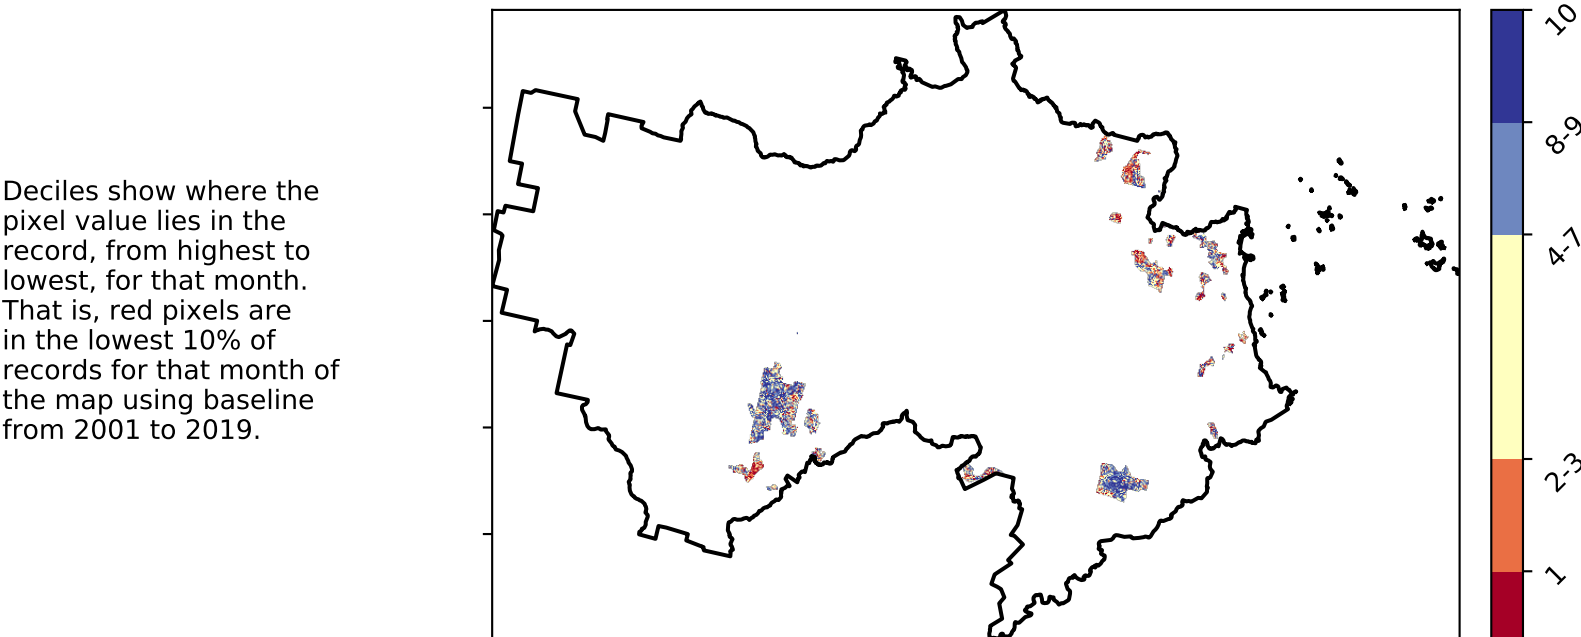 Deciles show where the
pixel value lies in the
record, from highest to
lowest, for that month.
That is, red pixels are
in the lowest 10% of
records for that month of
the map using baseline
from 2001 to 2019.
10
8-9
4-7
2-3
1